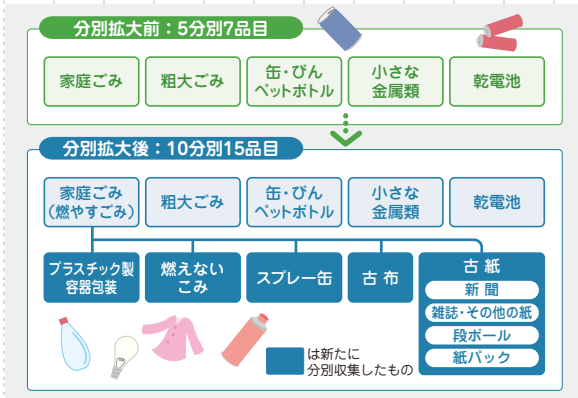 分別拡大前：5分別7品目
家庭ごみ
粗大ごみ
缶・びん
ペットボトル
小さな
金属類
乾電池
分別拡大後：10分別15品目
家庭ごみ
（燃やすごみ）
粗大ごみ
缶・びん
ペットボトル
小さな
金属類
乾電池
プラスチック製
容器包装
燃えない
こみ
スプレー缶
古布
古紙
新聞
雑誌・その他の紙
段ボール
紙パック
は新たに
分別収集したもの